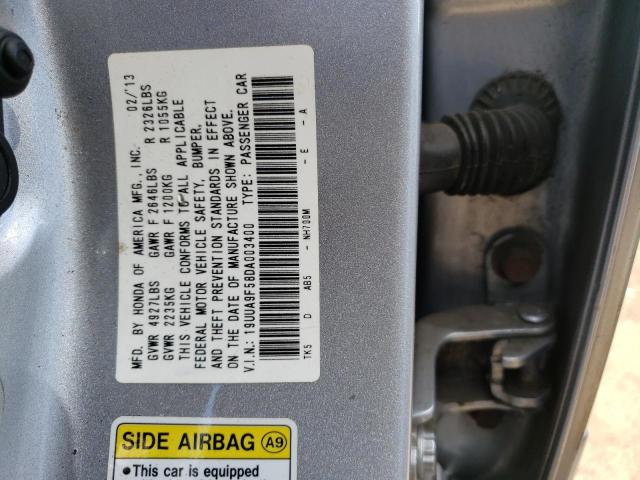 MFD. BY HONDA OF AMERICA MFG., INC. 02/'13
GVWR 4927LBS GAWR F 2646LBS R 2326LBS
GVWR 2235KG GAWR F 1200KG R 1055KG
THIS VEHICLE CONFORMS TO ALL APPLICABLE
FEDERAL MOTOR VEHICLE SAFETY, BUMPER,
AND THEFT PREVENTION STANDARDS IN EFFECT
ON THE DATE OF MANUFACTURE SHOWN ABOVE.
V.I.N.: 19UUA9F58DA003400 TYPE: PASSENGER CAR
TK5 D AB5 - NH700M - E - A
SIDE AIRBAG A9
• This car is equipped